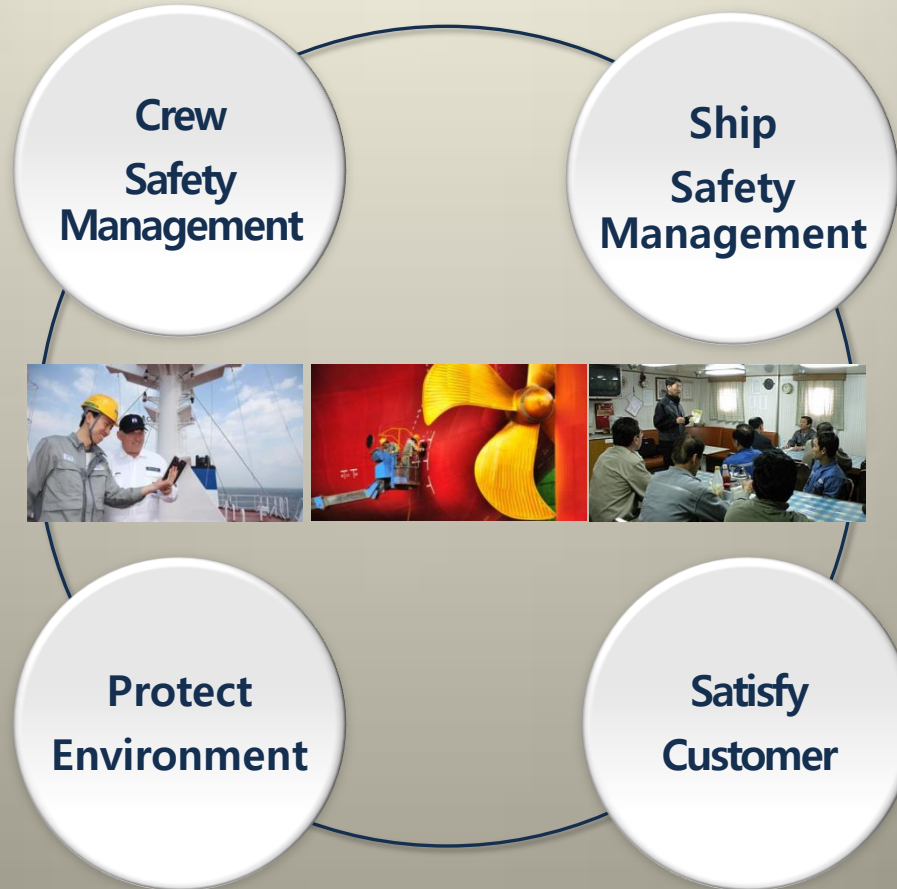 Crew
Safety
Management
Ship
Safety
Management
Protect
Environment
Satisfy
Customer